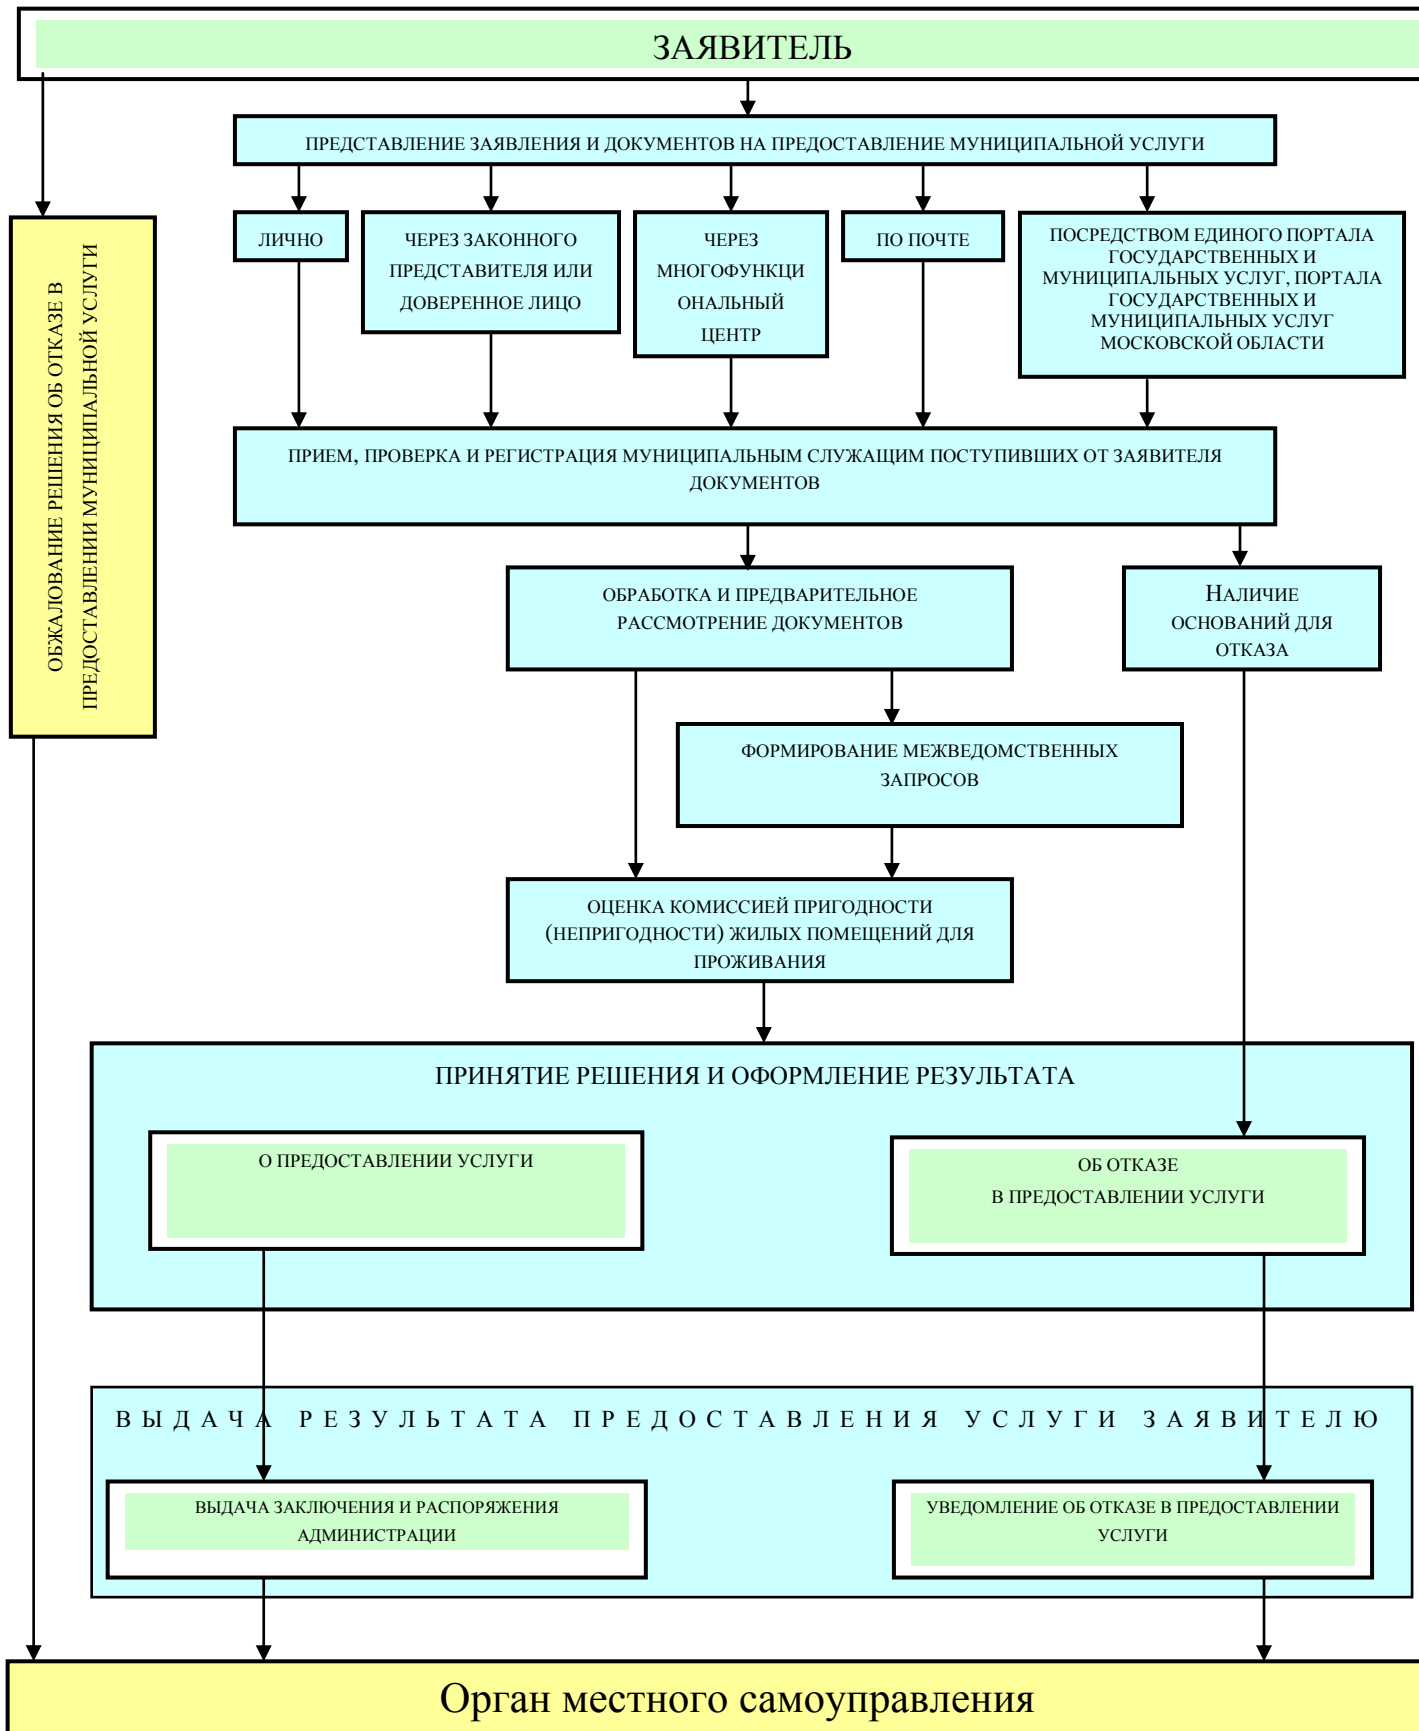 ЗАЯВИТЕЛЬ
ПРЕДСТАВЛЕНИЕ ЗАЯВЛЕНИЯ И ДОКУМЕНТОВ НА ПРЕДОСТАВЛЕНИЕ МУНИЦИПАЛЬНОЙ УСЛУГИ
ЛИЧНО
ЧЕРЕЗ ЗАКОННОГО
ПРЕДСТАВИТЕЛЯ ИЛИ
ДОВЕРЕННОЕ ЛИЦО
ЧЕРЕЗ
МНОГОФУНКЦИ
ОНАЛЬНЫЙ
ЦЕНТР
ПО ПОЧТЕ
ПОСРЕДСТВОМ ЕДИНОГО ПОРТАЛА
ГОСУДАРСТВЕННЫХ И
МУНИЦИПАЛЬНЫХ УСЛУГ, ПОРТАЛА
ГОСУДАРСТВЕННЫХ И
МУНИЦИПАЛЬНЫХ УСЛУГ
МОСКОВСКОЙ ОБЛАСТИ
ОБЖАЛОВАНИЕ РЕШЕНИЯ ОБ ОТКАЗЕ В
ПРЕДОСТАВЛЕНИИ МУНИЦИПАЛЬНОЙ УСЛУГИ
ПРИЕМ, ПРОВЕРКА И РЕГИСТРАЦИЯ МУНИЦИПАЛЬНЫМ СЛУЖАЩИМ ПОСТУПИВШИХ ОТ ЗАЯВИТЕЛЯ
ДОКУМЕНТОВ
ОБРАБОТКА И ПРЕДВАРИТЕЛЬНОЕ
РАССМОТРЕНИЕ ДОКУМЕНТОВ
НАЛИЧИЕ
ОСНОВАНИЙ ДЛЯ
ОТКАЗА
ФОРМИРОВАНИЕ МЕЖВЕДОМСТВЕННЫХ
ЗАПРОСОВ
ОЦЕНКА КОМИССИЕЙ ПРИГОДНОСТИ
(НЕПРИГОДНОСТИ) ЖИЛЫХ ПОМЕЩЕНИЙ ДЛЯ
ПРОЖИВАНИЯ
ПРИНЯТИЕ РЕШЕНИЯ И ОФОРМЛЕНИЕ РЕЗУЛЬТАТА
О ПРЕДОСТАВЛЕНИИ УСЛУГИ
ОБ ОТКАЗЕ
В ПРЕДОСТАВЛЕНИИ УСЛУГИ
ВЫДАЧА РЕЗУЛЬТАТА ПРЕДОСТАВЛЕНИЯ УСЛУГИ ЗАЯВИТЕЛЮ
ВЫДАЧА ЗАКЛЮЧЕНИЯ И РАСПОРЯЖЕНИЯ
АДМИНИСТРАЦИИ
УВЕДОМЛЕНИЕ ОБ ОТКАЗЕ В ПРЕДОСТАВЛЕНИИ
УСЛУГИ
Орган местного самоуправления